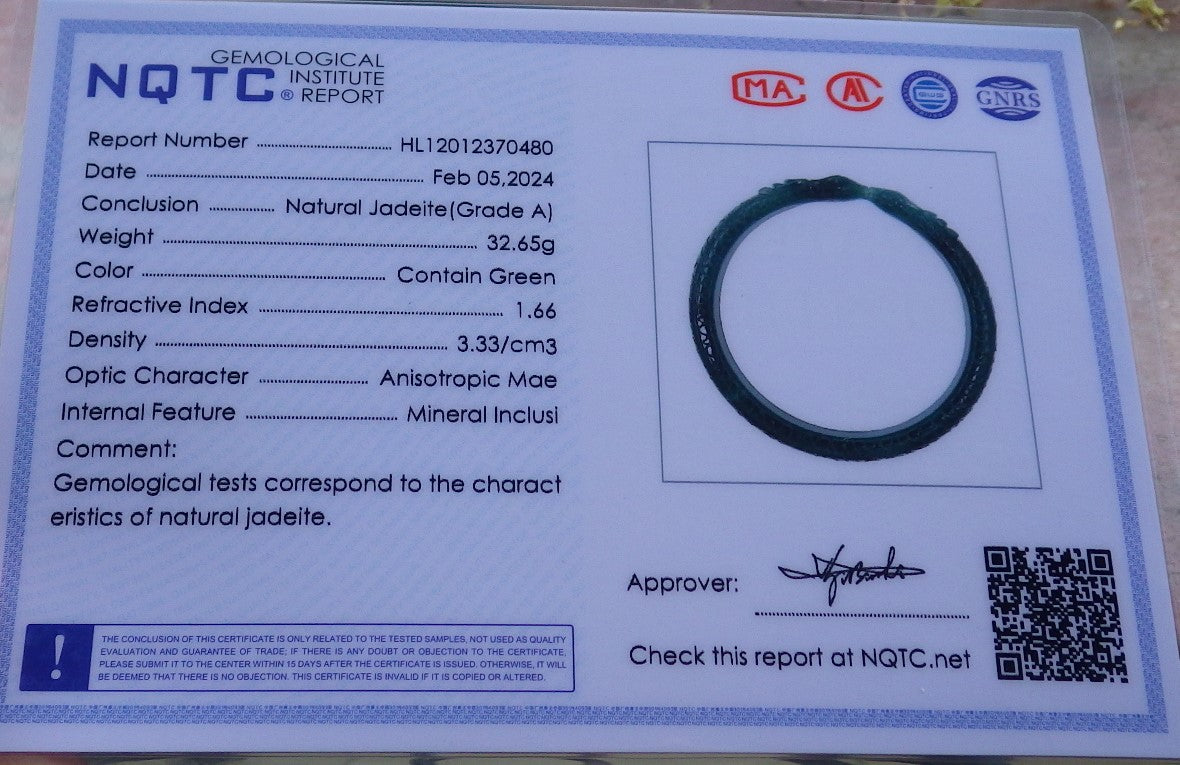 GEMOLOGICAL
NQTC ® INSTITUTE
REPORT
MA
GNRS
Report Number HL12012370480
Date Feb 05,2024
Conclusion Natural Jadeite(Grade A)
Weight 32.65g
Color Contain Green
Refractive Index 1.66
Density 3.33/cm3
Optic Character Anisotropic Mae
Internal Feature Mineral Inclusi
Comment:
Gemological tests correspond to the charact
eristics of natural jadeite.
! THE CONCLUSION OF THIS CERTIFICATE IS ONLY RELATED TO THE TESTED SAMPLES, NOT USED AS QUALITY
EVALUATION AND GUARANTEE OF TRADE; IF THERE IS ANY DOUBT OR OBJECTION TO THE CERTIFICATE,
PLEASE SUBMIT IT TO THE CENTER WITHIN 15 DAYS AFTER THE CERTIFICATE IS ISSUED. OTHERWISE, IT WILL
BE DEEMED THAT THERE IS NO OBJECTION. THIS CERTIFICATE IS INVALID IF IT IS COPIED OR ALTERED.
Approver:
Check this report at NQTC.net